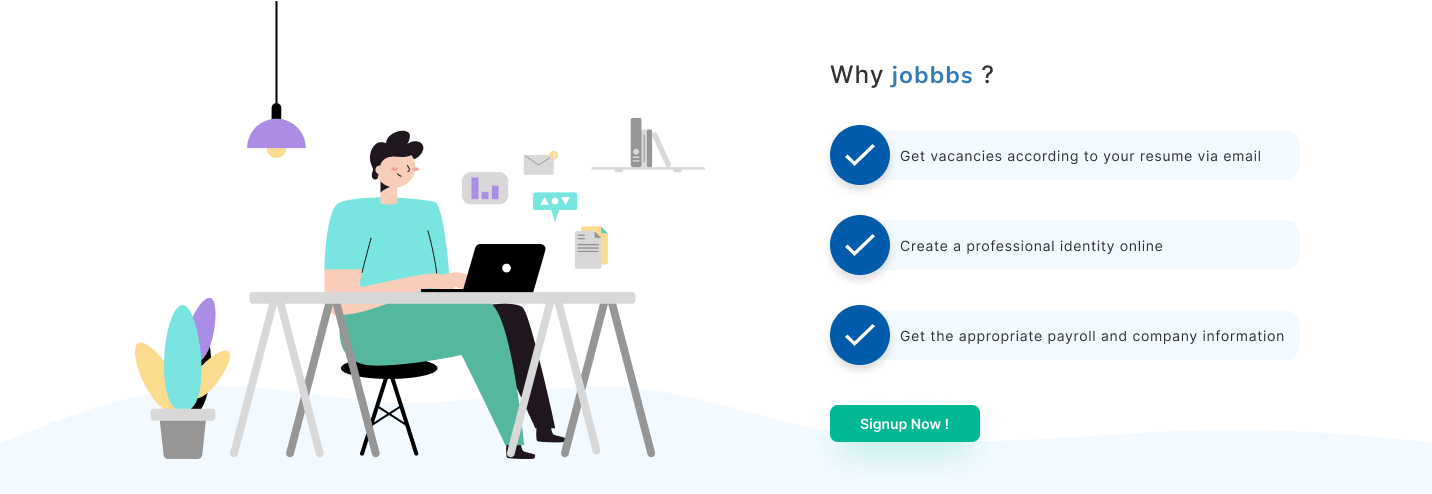 Why jobbbs ?
Get vacancies according to your resume via email
Create a professional identity online
Get the appropriate payroll and company information
Signup Now !